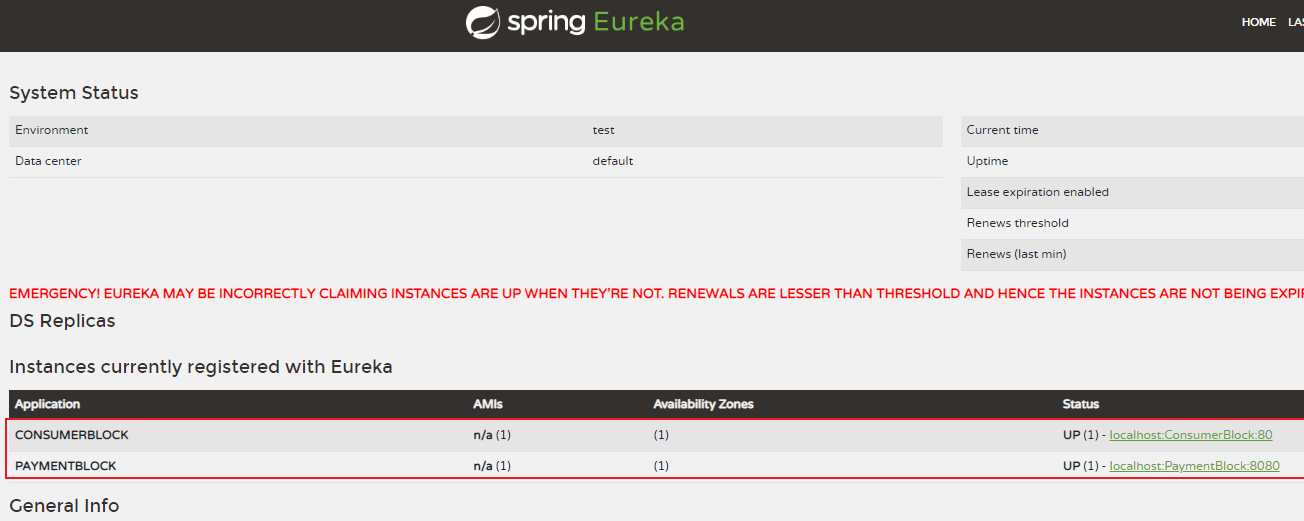 spring Eureka
HOME LAS
System Status
Environment test
Data center default
Current time
Uptime
Lease expiration enabled
Renews threshold
Renews (last min)
EMERGENCY! EUREKA MAY BE INCORRECTLY CLAIMING INSTANCES ARE UP WHEN THEY'RE NOT. RENEWALS ARE LESSER THAN THRESHOLD AND HENCE THE INSTANCES ARE NOT BEING EXPI
DS Replicas
Instances currently registered with Eureka
Application AMIs Availability Zones Status
CONSUMERBLOCK n/a (1) (1) UP (1) - localhost:ConsumerBlock:80
PAYMENTBLOCK n/a (1) (1) UP (1) - localhost:PaymentBlock:8080
General Info